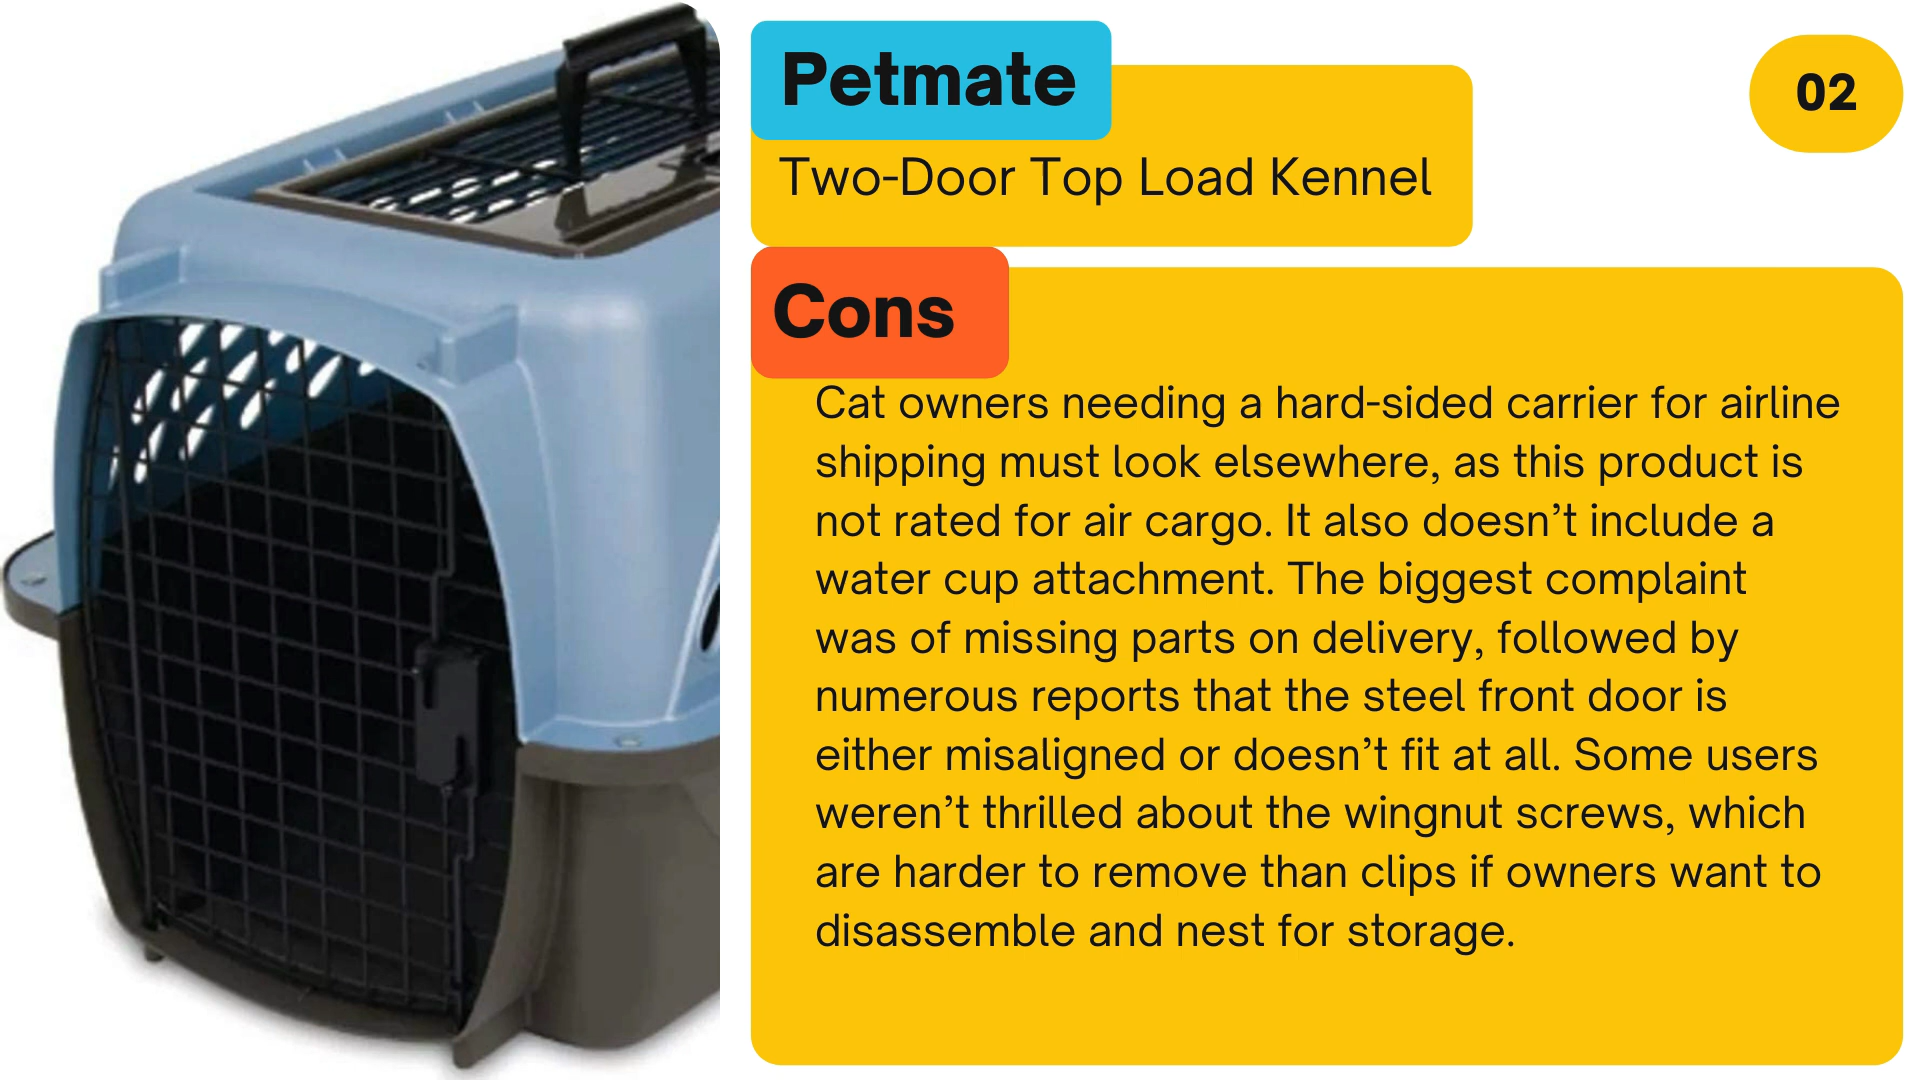 Petmate
02
Two-Door Top Load Kennel
Cons
Cat owners needing a hard-sided carrier for airline
shipping must look elsewhere, as this product is
not rated for air cargo. It also doesn’t include a
water cup attachment. The biggest complaint
was of missing parts on delivery, followed by
numerous reports that the steel front door is
either misaligned or doesn’t fit at all. Some users
weren’t thrilled about the wingnut screws, which
are harder to remove than clips if owners want to
disassemble and nest for storage.